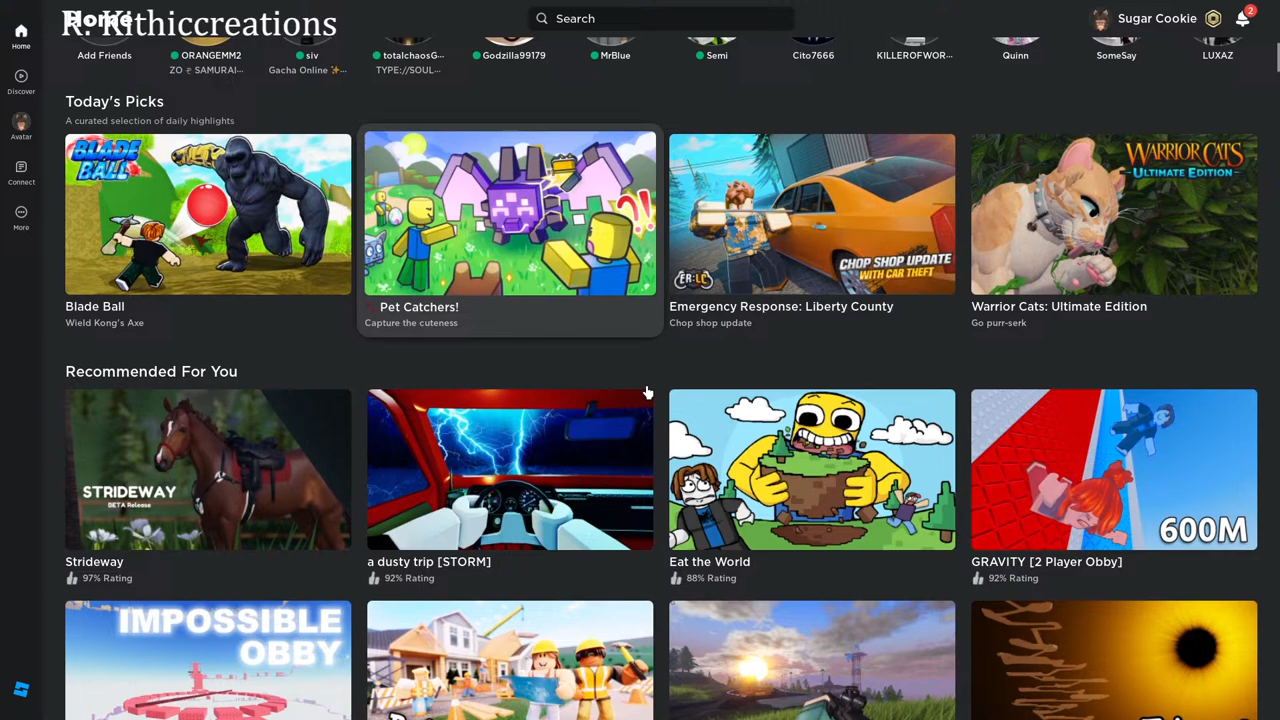 Home
R. Kithiccreations
Search
Sugar Cookie
2
Home
Discover
Avatar
Connect
More
Add Friends
ORANGEMM2
ZO
SAMURAI...
siv
Gacha Online ✨...
totalchaosG...
TYPE://SOUL...
Godzilla99179
MrBlue
Semi
Cito7666
KILLEROFWOR...
Quinn
SomeSay
LUXAZ
Today's Picks
A curated selection of daily highlights
BLADE
BALL
?!
ER:LC
CHOP SHOP UPDATE
WITH CAR THEFT
WARRIOR CATS
-ULTIMATE EDITION-
Blade Ball
Wield Kong's Axe
Pet Catchers!
Capture the cuteness
Emergency Response: Liberty County
Chop shop update
Warrior Cats: Ultimate Edition
Go purr-serk
Recommended For You
STRIDEWAY
BETA Release
600M
Strideway
97% Rating
a dusty trip [STORM]
92% Rating
Eat the World
88% Rating
GRAVITY [2 Player Obby]
92% Rating
IMPOSSIBLE
OBBY